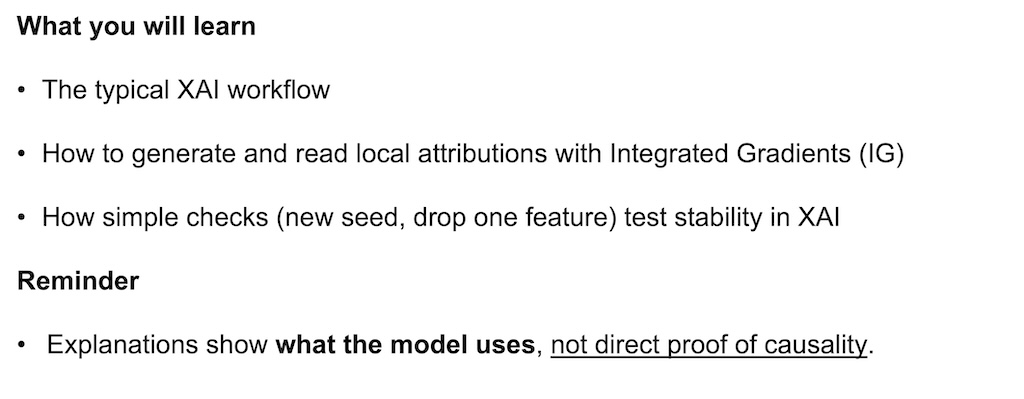 What you will learn
• The typical XAI workflow
• How to generate and read local attributions with Integrated Gradients (IG)
• How simple checks (new seed, drop one feature) test stability in XAI
Reminder
• Explanations show what the model uses, not direct proof of causality.